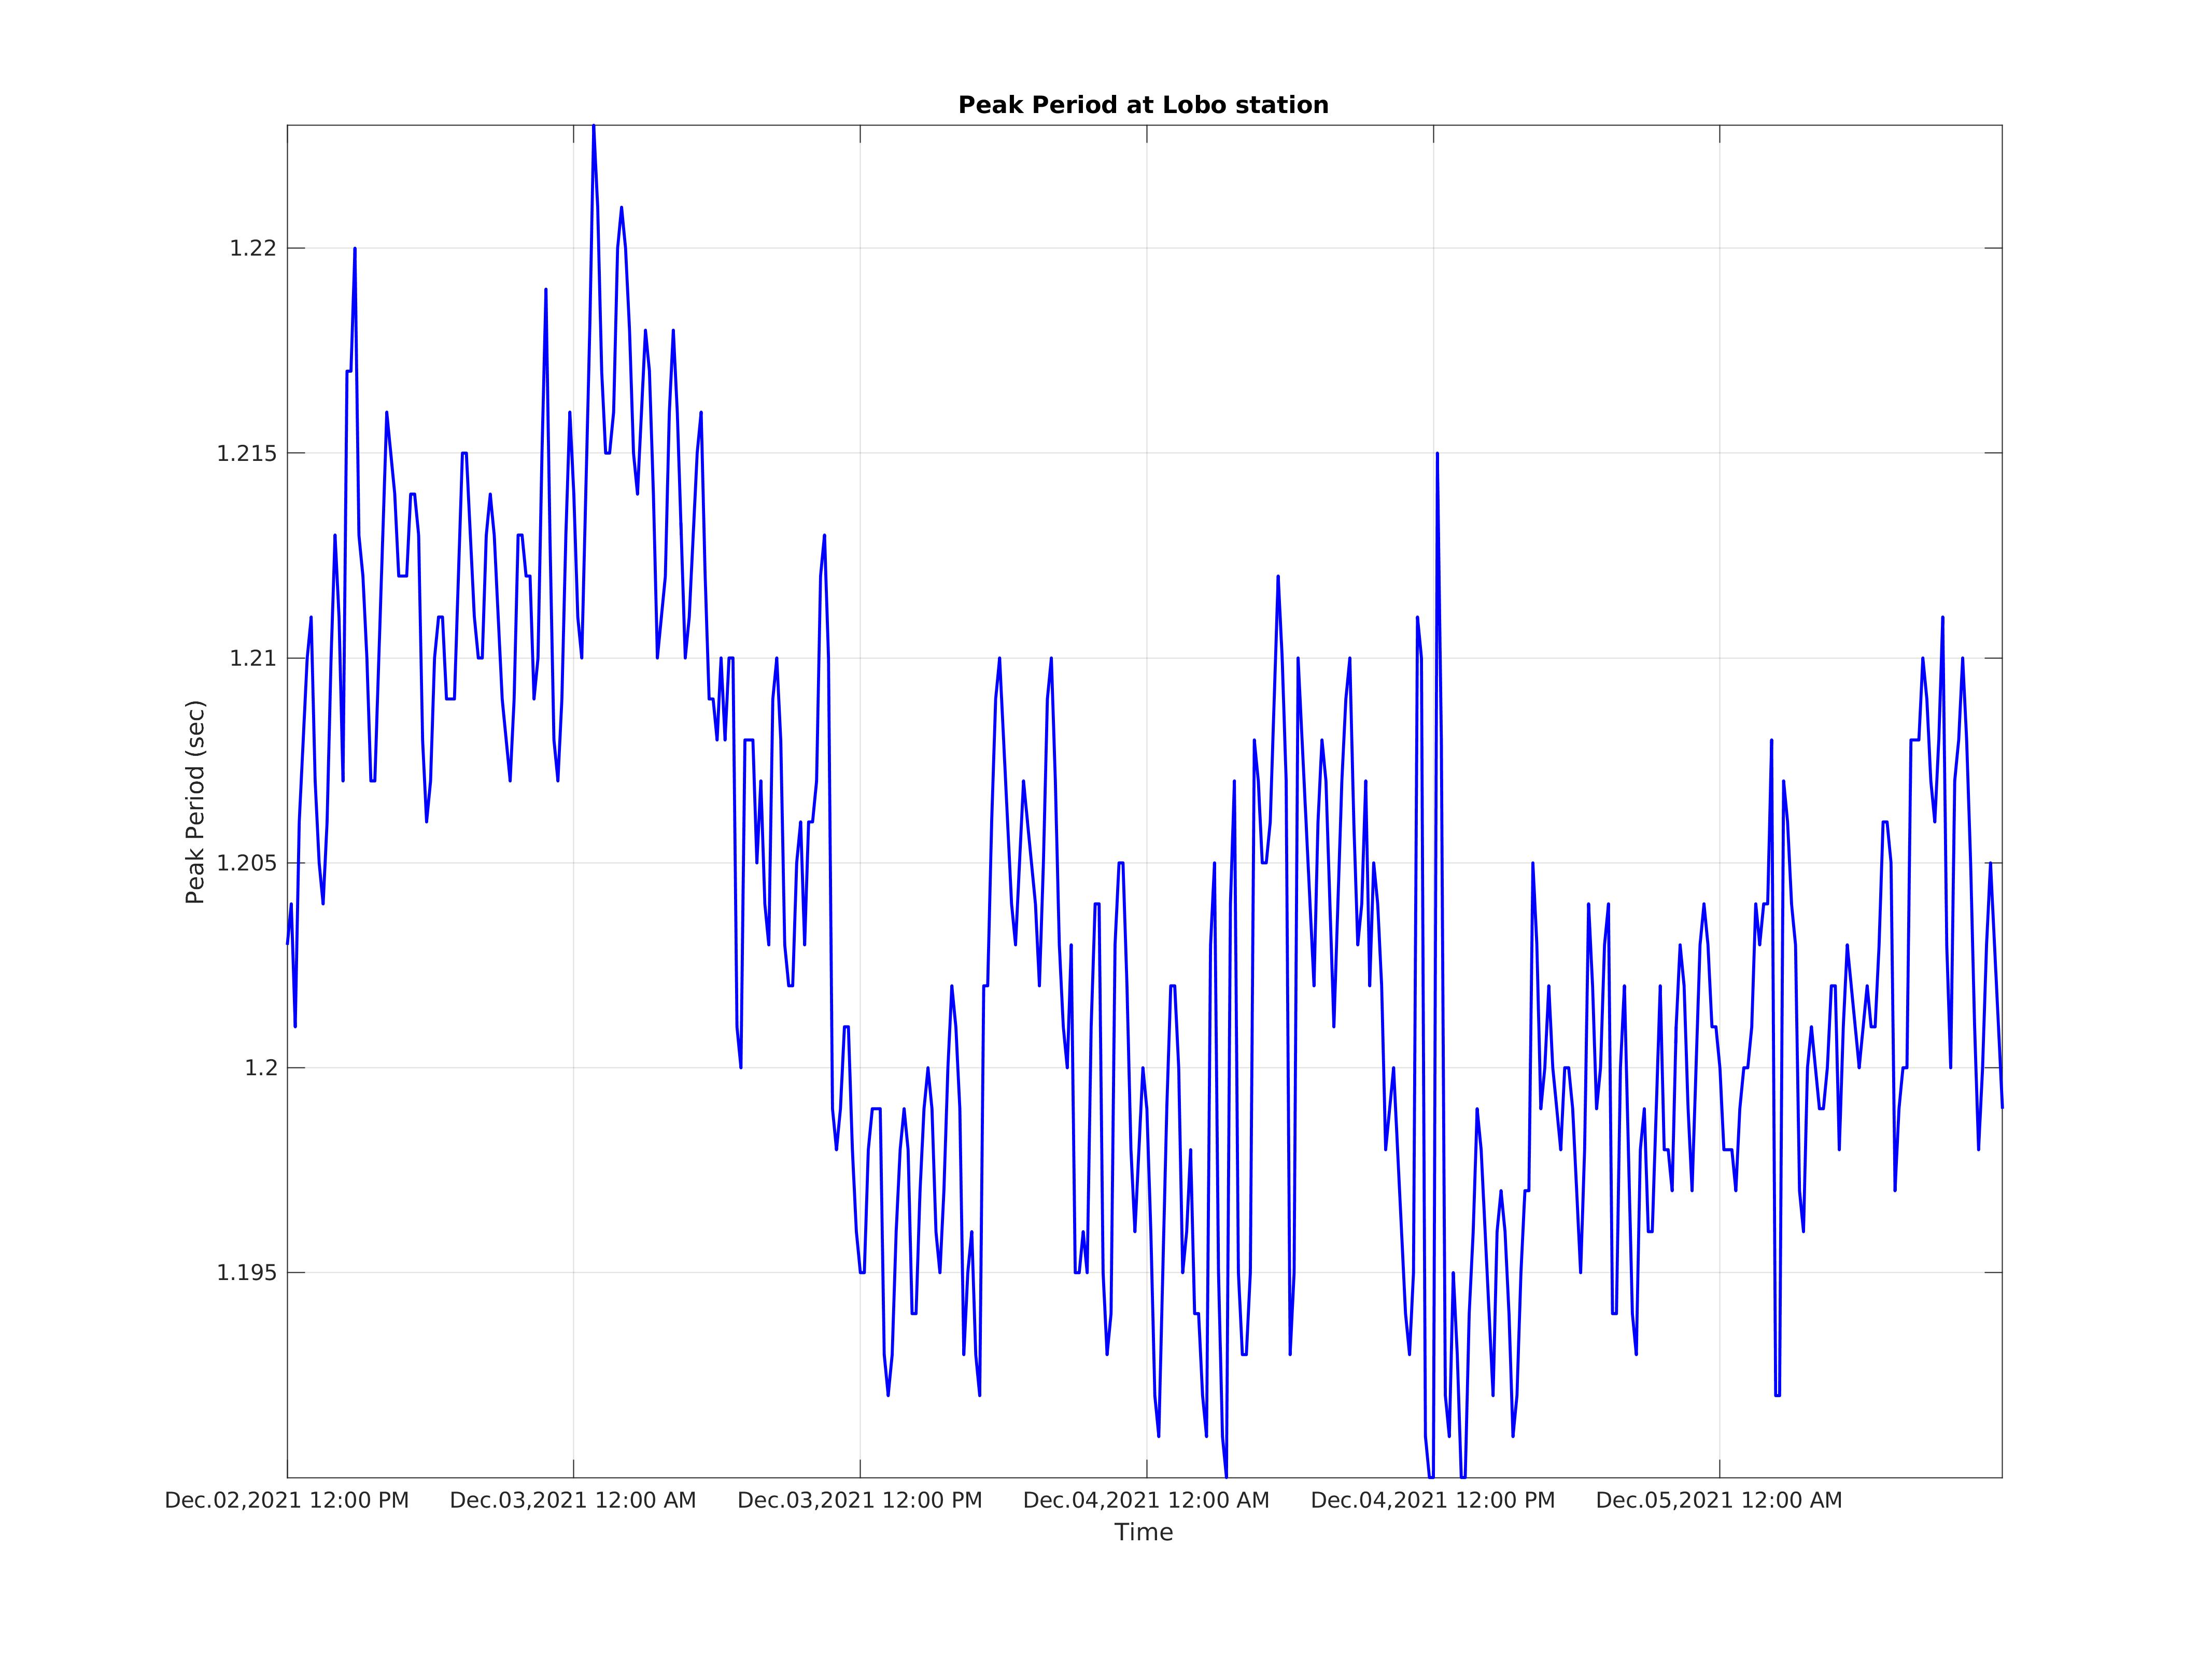 Peak Period at Lobo station
1.22
1.215
1.21
1.205
1.2
1.195
Peak Period (sec)
Dec.02,2021 12:00 PM Dec.03,2021 12:00 AM Dec.03,2021 12:00 PM Dec.04,2021 12:00 AM Dec.04,2021 12:00 PM Dec.05,2021 12:00 AM
Time